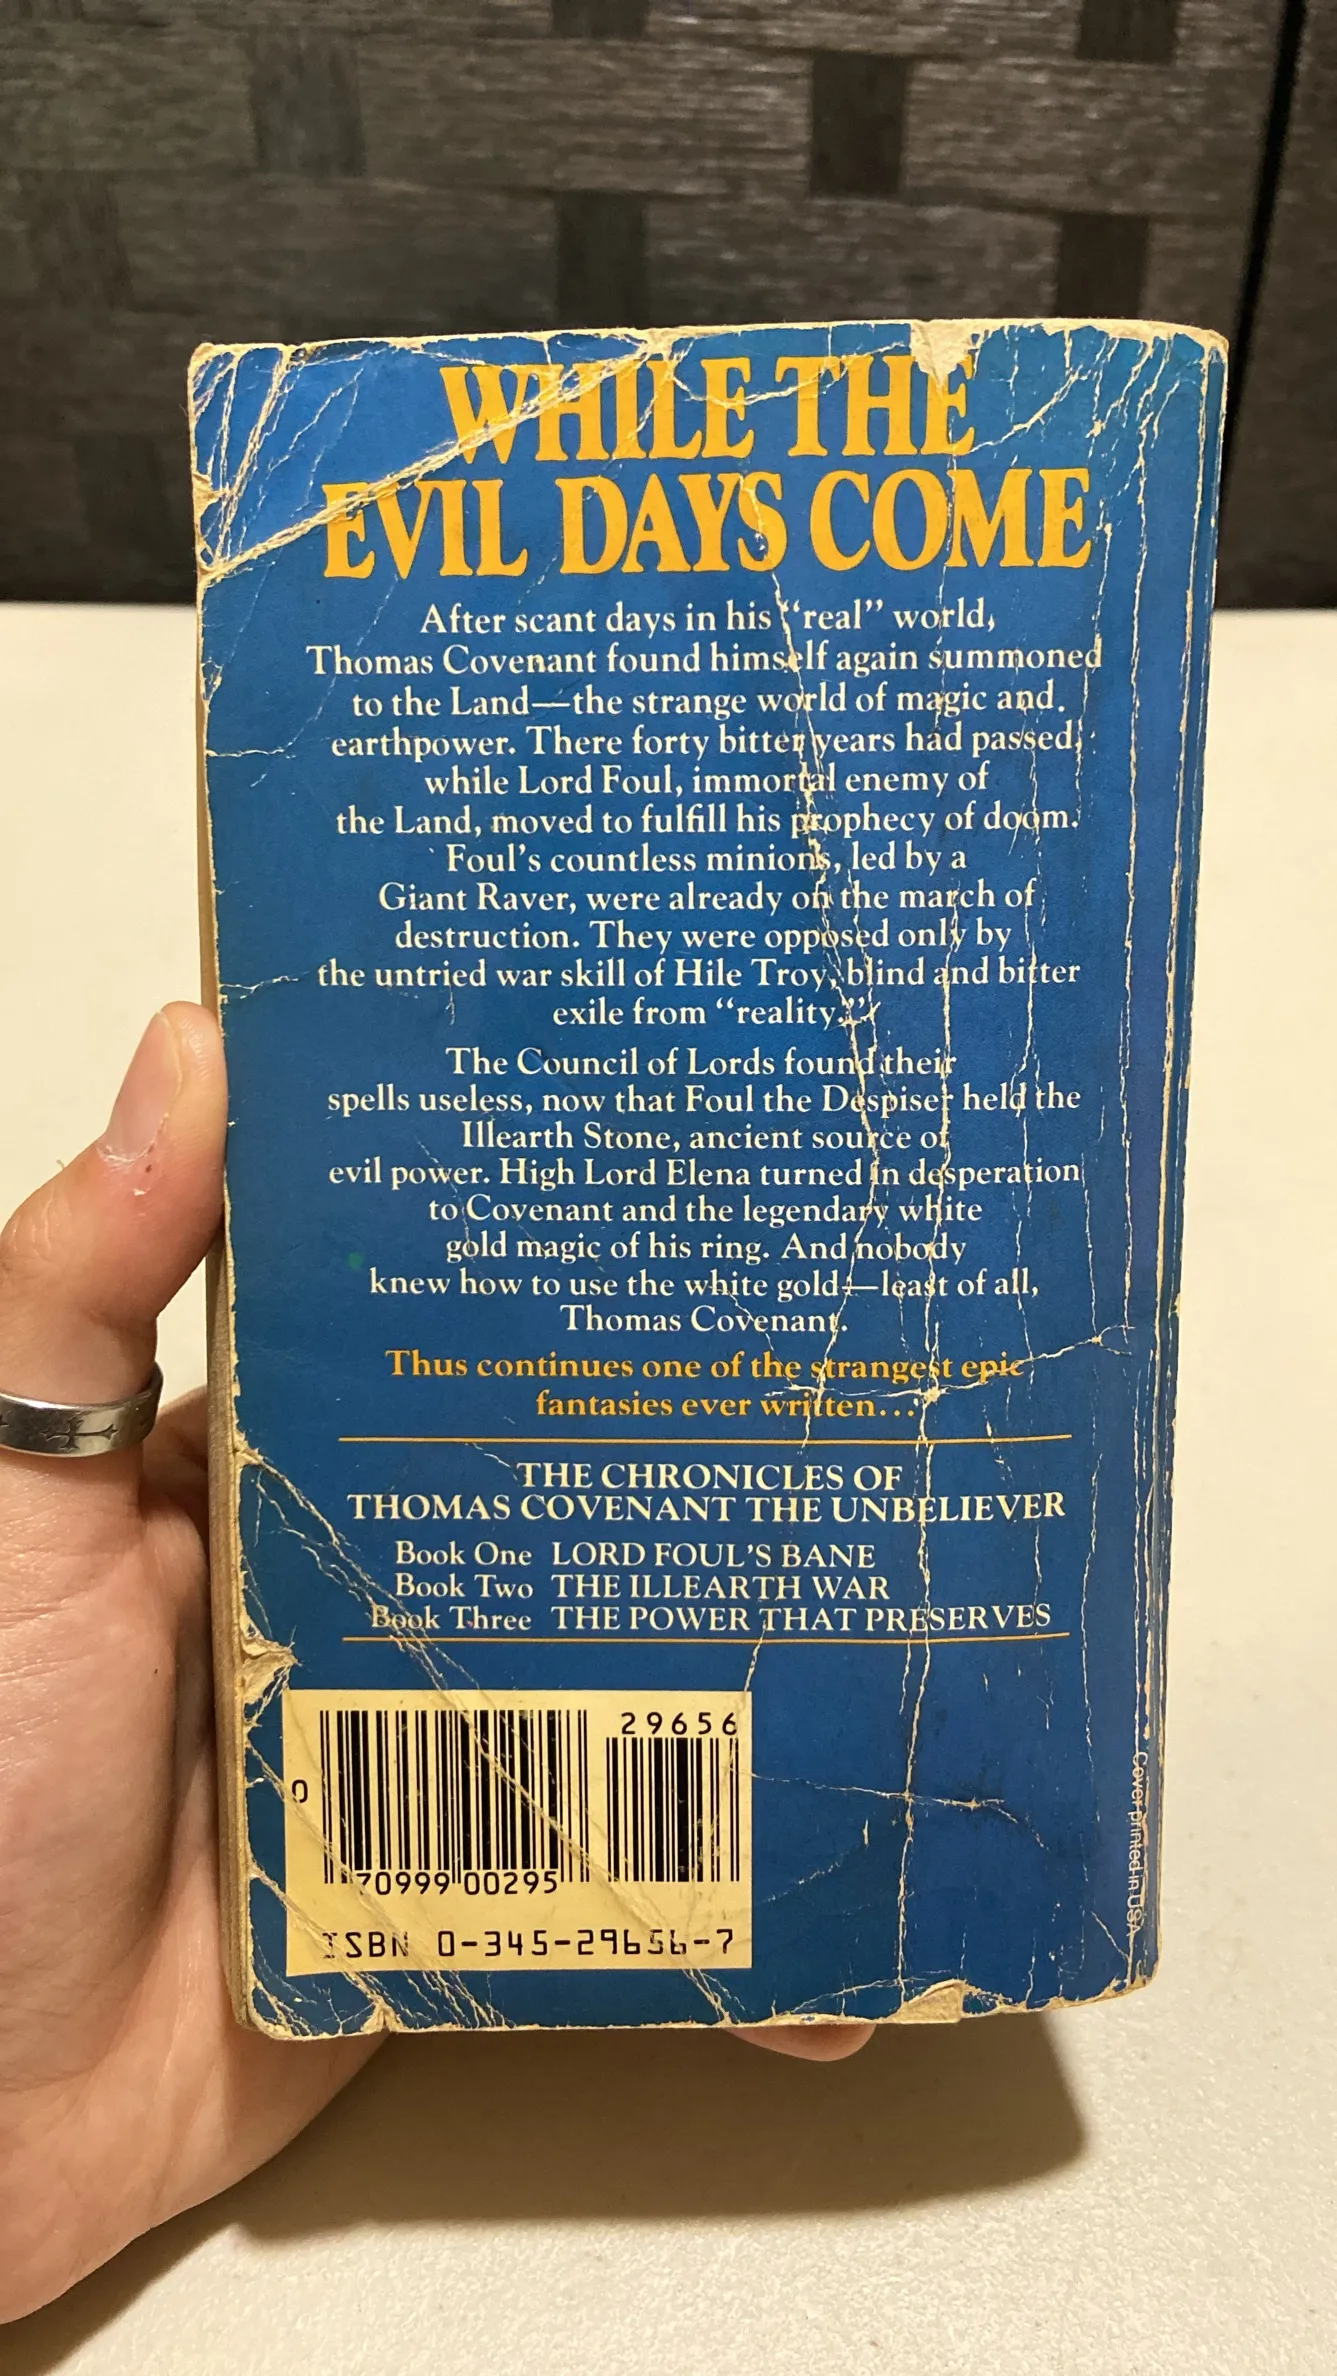 WHILE THE
EVIL DAYS COME
After scant days in his “real” world,
Thomas Covenant found himself again summoned
to the Land—the strange world of magic and
earthpower. There forty bitter years had passed,
while Lord Foul, immortal enemy of
the Land, moved to fulfill his prophecy of doom.
Foul’s countless minions, led by a
Giant Raver, were already on the march of
destruction. They were opposed only by
the untried war skill of Hile Troy, blind and bitter
exile from “reality.”
The Council of Lords found their
spells useless, now that Foul the Despiser held the
Illearth Stone, ancient source of
evil power. High Lord Elena turned in desperation
to Covenant and the legendary white
gold magic of his ring. And nobody
knew how to use the white gold—least of all,
Thomas Covenant.
Thus continues one of the strangest epic
fantasies ever written...
THE CHRONICLES OF
THOMAS COVENANT THE UNBELIEVER
Book One LORD FOUL’S BANE
Book Two THE ILLEARTH WAR
Book Three THE POWER THAT PRESERVES
29656
0
70999 00295
ISBN 0-345-29656-7
Cover printed in USA